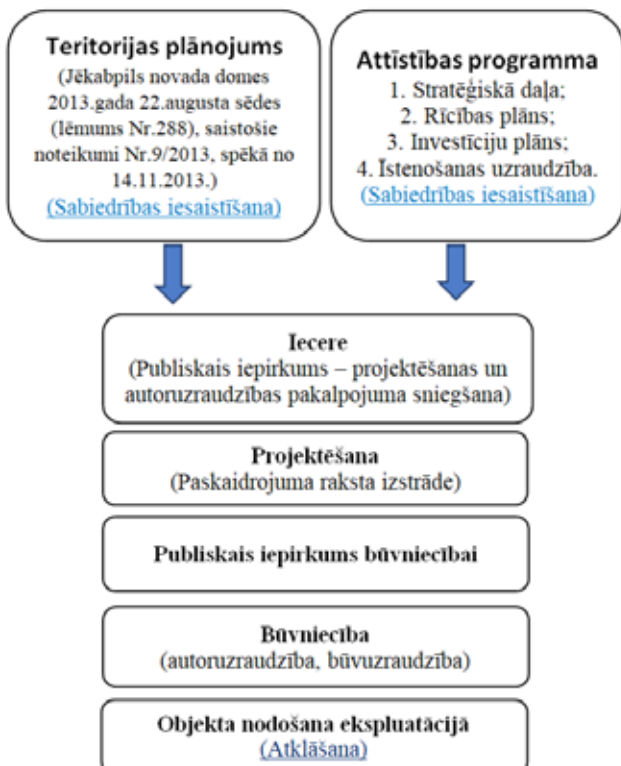 Teritorijas plānojums
(Jēkabpils novada domes
2013.gada 22.augusta sēdes
(lēmums Nr.288), saistošie
noteikumi Nr.9/2013, spēkā no
14.11.2013.)
(Sabiedrības iesaistīšana)
Attīstības programma
1. Stratēģiskā daļa;
2. Rīcības plāns;
3. Investīciju plāns;
4. Īstenošanas uzraudzība.
(Sabiedrības iesaistīšana)
Iecere
(Publiskais iepirkums – projektēšanas un
autoruzraudzības pakalpojuma sniegšana)
Projektēšana
(Paskaidrojuma raksta izstrāde)
Publiskais iepirkums būvniecībai
Būvniecība
(autoruzraudzība, būvuzraudzība)
Objekta nodošana ekspluatācijā
(Atklāšana)